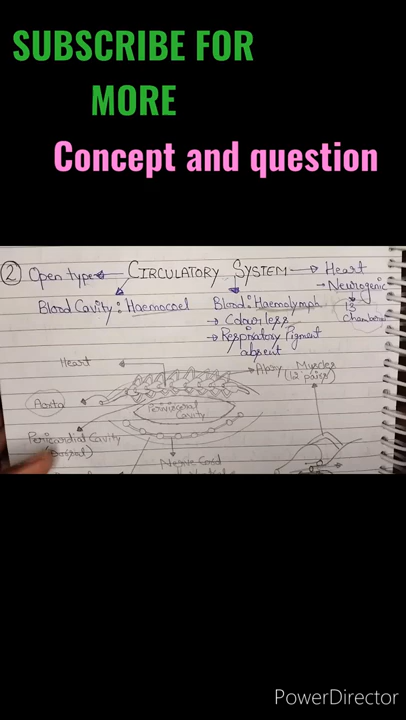 SUBSCRIBE FOR
MORE
Concept and question
② Open type CIRCULATORY SYSTEM Heart
→ Neurogenic
Blood Cavity: Haemocoel Blood: Haemolymph 13
→ Colourless chambers
→ Respiratory Pigment
absent
Heart Alary Muscles
(12 pairs)
Aorta
Perivisceral
Cavity
Pericardial Cavity
(Dorsal)
Nerve Cord
PowerDirector